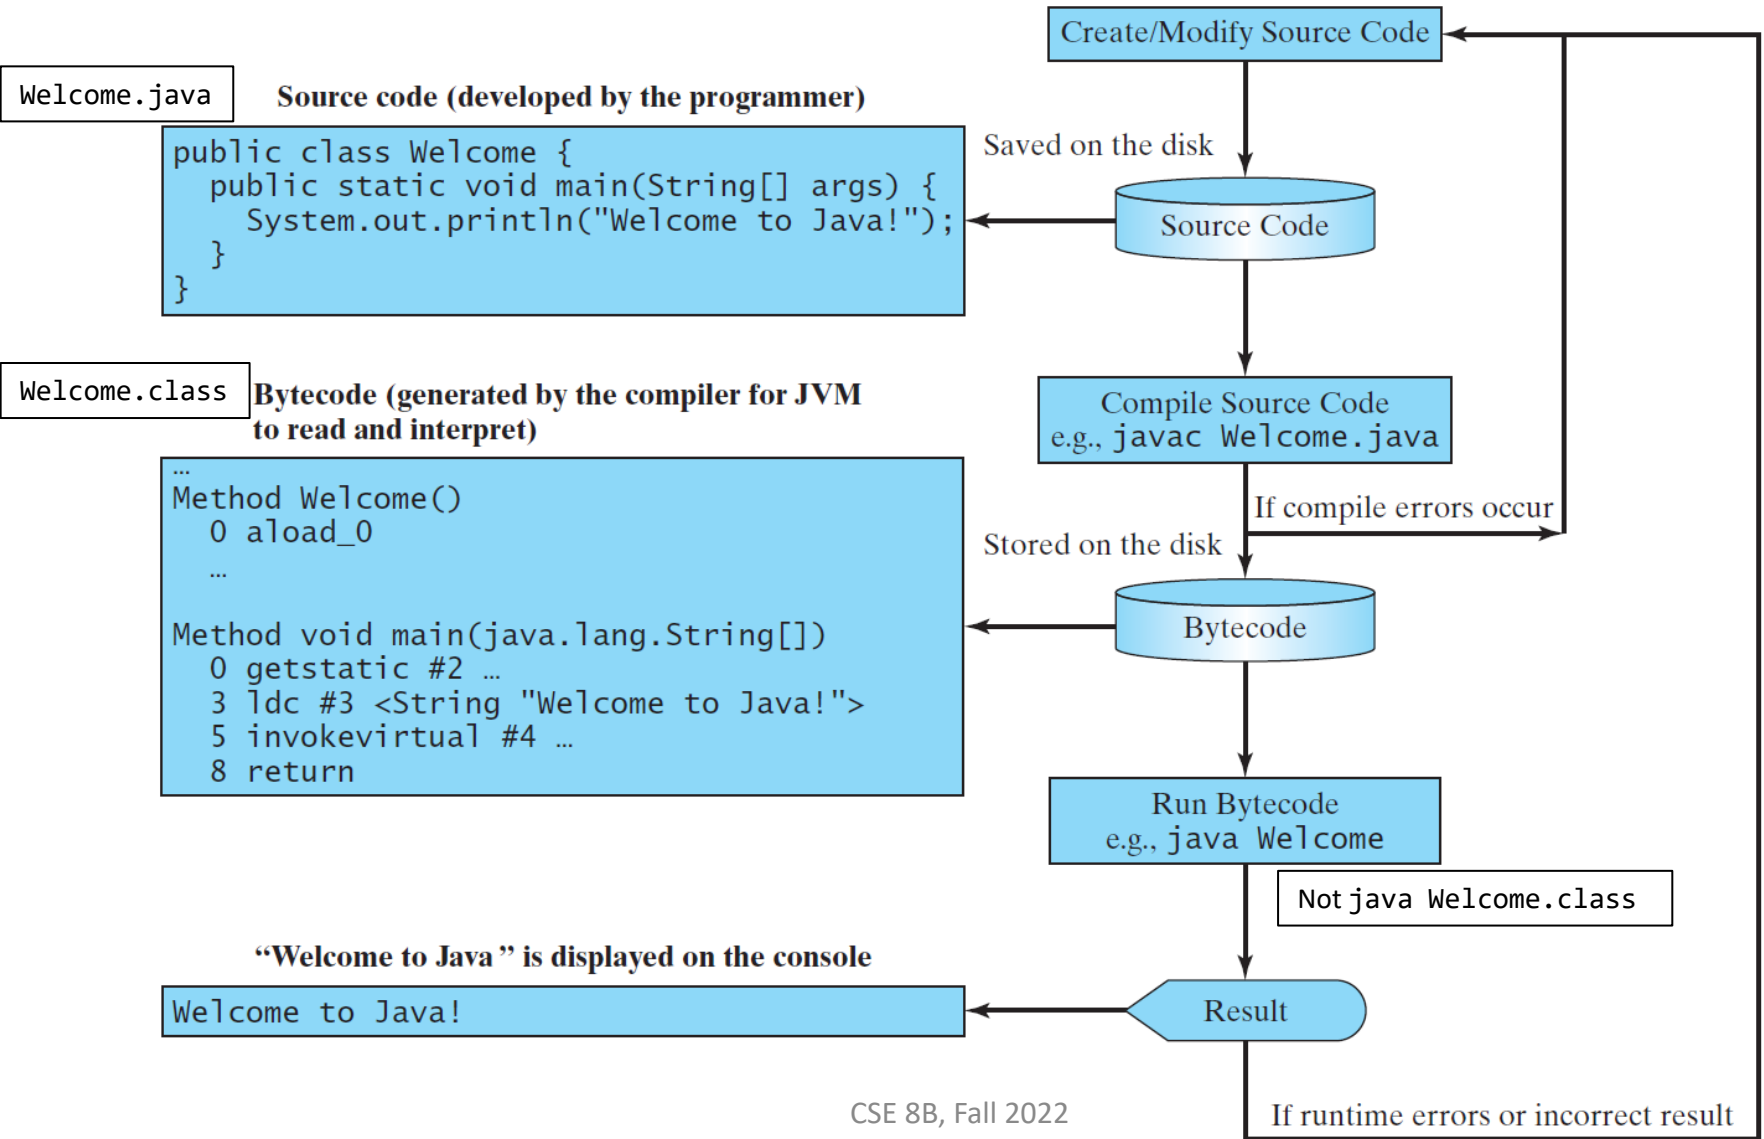 Create/Modify Source Code
Welcome.java
Source code (developed by the programmer)
public class Welcome {
  public static void main(String[] args) {
    System.out.println("Welcome to Java!");
  }
}
Saved on the disk
Source Code
Welcome.class
Bytecode (generated by the compiler for JVM
to read and interpret)
Compile Source Code
e.g., javac Welcome.java
If compile errors occur
…
Method Welcome()
  0 aload_0
  …
Method void main(java.lang.String[])
  0 getstatic #2 …
  3 ldc #3 <String "Welcome to Java!">
  5 invokevirtual #4 …
  8 return
Stored on the disk
Bytecode
Run Bytecode
e.g., java Welcome
Not java Welcome.class
“Welcome to Java” is displayed on the console
Welcome to Java!
Result
CSE 8B, Fall 2022
If runtime errors or incorrect result